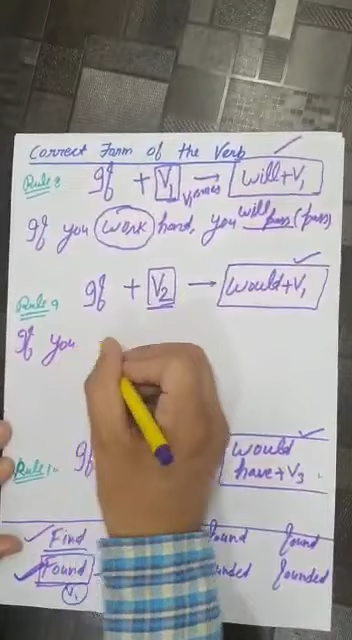 Correct Form of the Verb
Rule 8 If + V1 → will + V1
V1 s/es
If you work hard, you will pass (pass)
Rule 9 If + V2 → would + V1
If you
Rule 10 If would
have + V3
Find found found
Found unded founded
V1